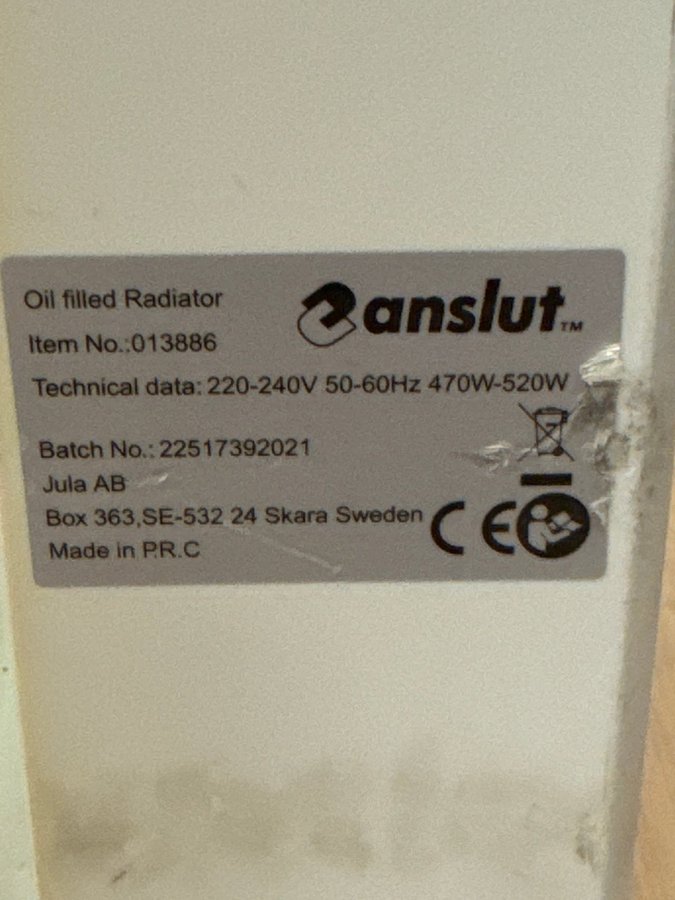 Oil filled Radiator
anslut™
Item No.:013886
Technical data: 220-240V 50-60Hz 470W-520W
Batch No.: 22517392021
Jula AB
Box 363,SE-532 24 Skara Sweden
Made in P.R.C
CE